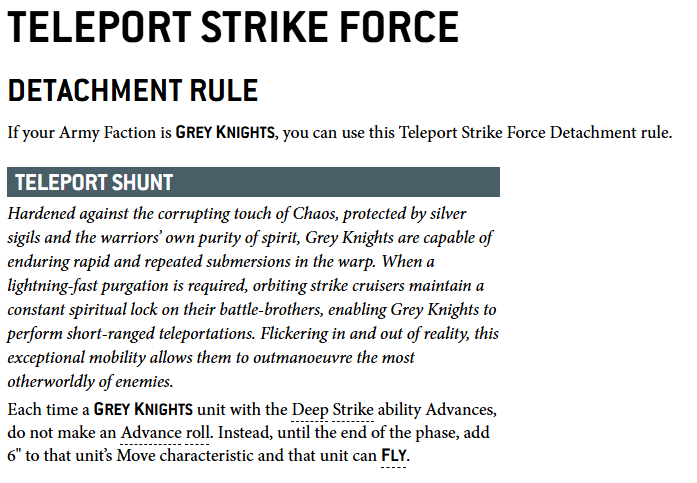 TELEPORT STRIKE FORCE
DETACHMENT RULE
If your Army Faction is GREY KNIGHTS, you can use this Teleport Strike Force Detachment rule.
TELEPORT SHUNT
Hardened against the corrupting touch of Chaos, protected by silver
sigils and the warriors’ own purity of spirit, Grey Knights are capable of
enduring rapid and repeated submersions in the warp. When a
lightning-fast purgation is required, orbiting strike cruisers maintain a
constant spiritual lock on their battle-brothers, enabling Grey Knights to
perform short-ranged teleportations. Flickering in and out of reality, this
exceptional mobility allows them to outmanoeuvre the most
otherworldly of enemies.
Each time a GREY KNIGHTS unit with the Deep Strike ability Advances,
do not make an Advance roll. Instead, until the end of the phase, add
6" to that unit’s Move characteristic and that unit can FLY.